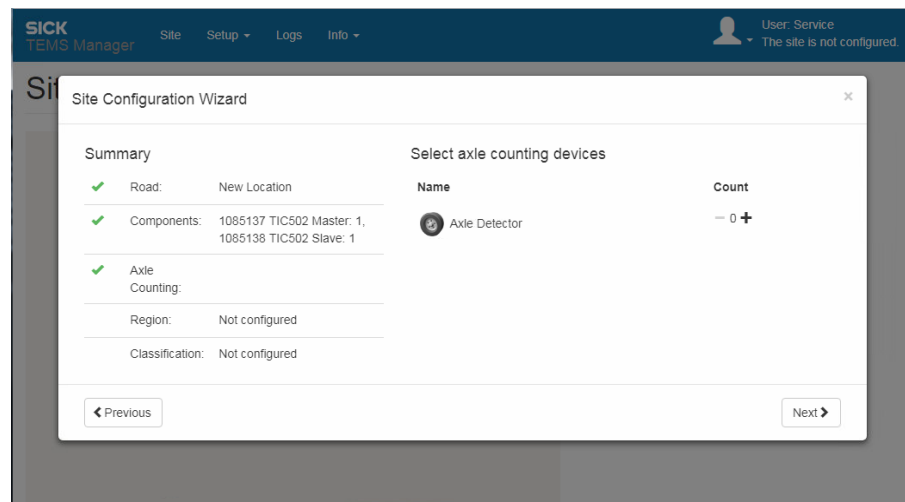 SICK
TEMS Manager
Site Setup Logs Info
User: Service
The site is not configured.
Site Configuration Wizard
×
Summary
Road: New Location
Components: 1085137 TIC502 Master: 1,
1085138 TIC502 Slave: 1
Axle
Counting:
Region: Not configured
Classification: Not configured
Select axle counting devices
Name Count
Axle Detector 0
Previous
Next